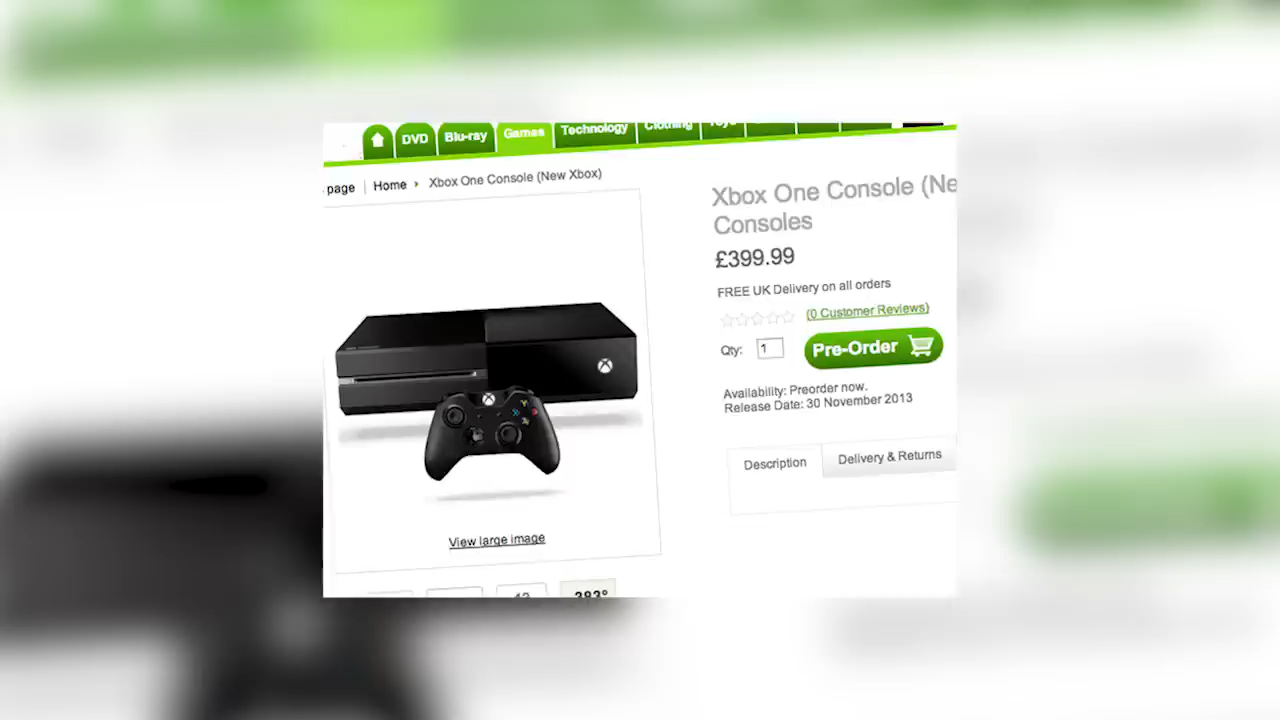 DVD Blu-ray Games Technology Clothing Toys
page Home Xbox One Console (New Xbox)
Xbox One Console (Ne
Consoles
£399.99
FREE UK Delivery on all orders
(0 Customer Reviews)
Qty: 1 Pre-Order
Availability: Preorder now.
Release Date: 30 November 2013
Description Delivery & Returns
View large image
383°